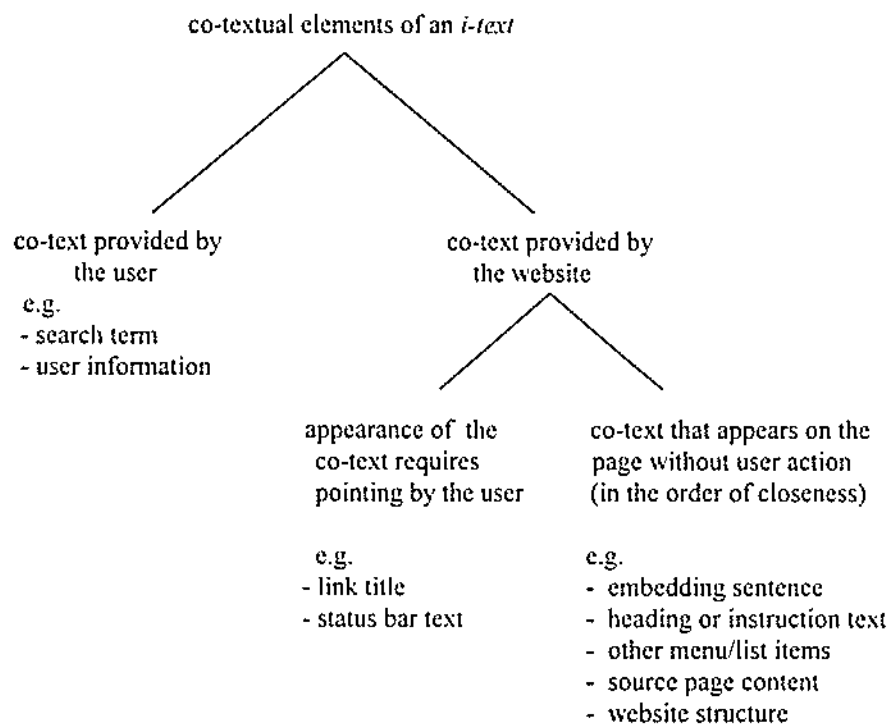 co-textual elements of an i-text
co-text provided by
the user
e.g.
- search term
- user information
co-text provided by
the website
appearance of the
co-text requires
pointing by the user
e.g.
- link title
- status bar text
co-text that appears on the
page without user action
(in the order of closeness)
e.g.
- embedding sentence
- heading or instruction text
- other menu/list items
- source page content
- website structure